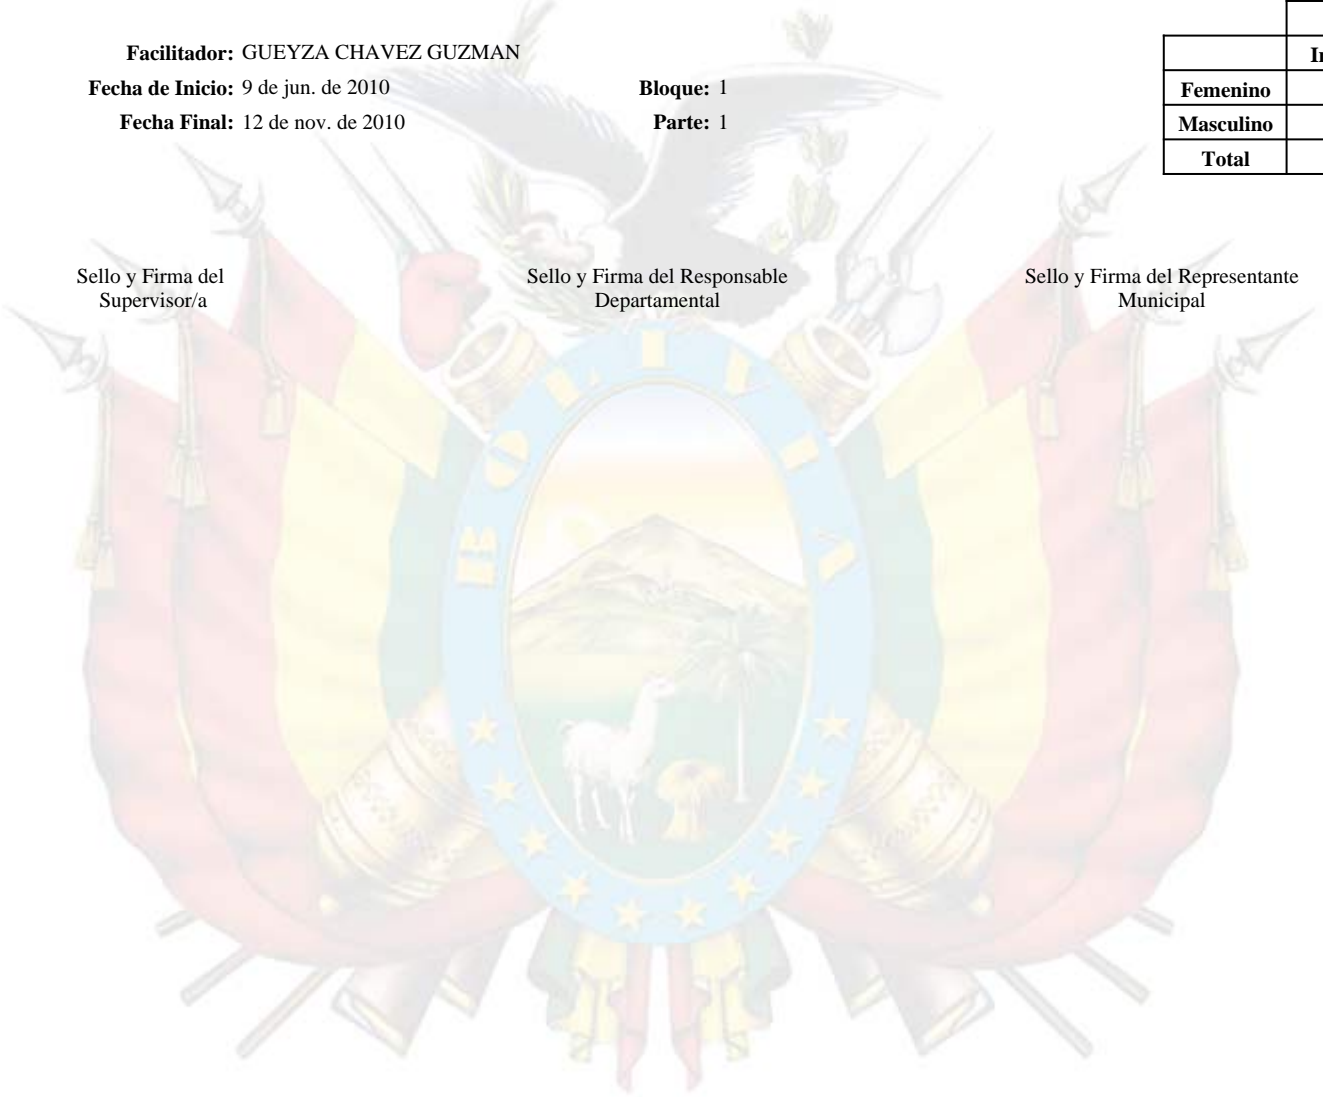 Facilitador: GUEYZA CHAVEZ GUZMAN
Fecha de Inicio: 9 de jun. de 2010 Bloque: 1
Fecha Final: 12 de nov. de 2010 Parte: 1
Femenino
Masculino
Total
Sello y Firma del
Supervisor/a
Sello y Firma del Responsable
Departamental
Sello y Firma del Representante
Municipal
BOLIVIA